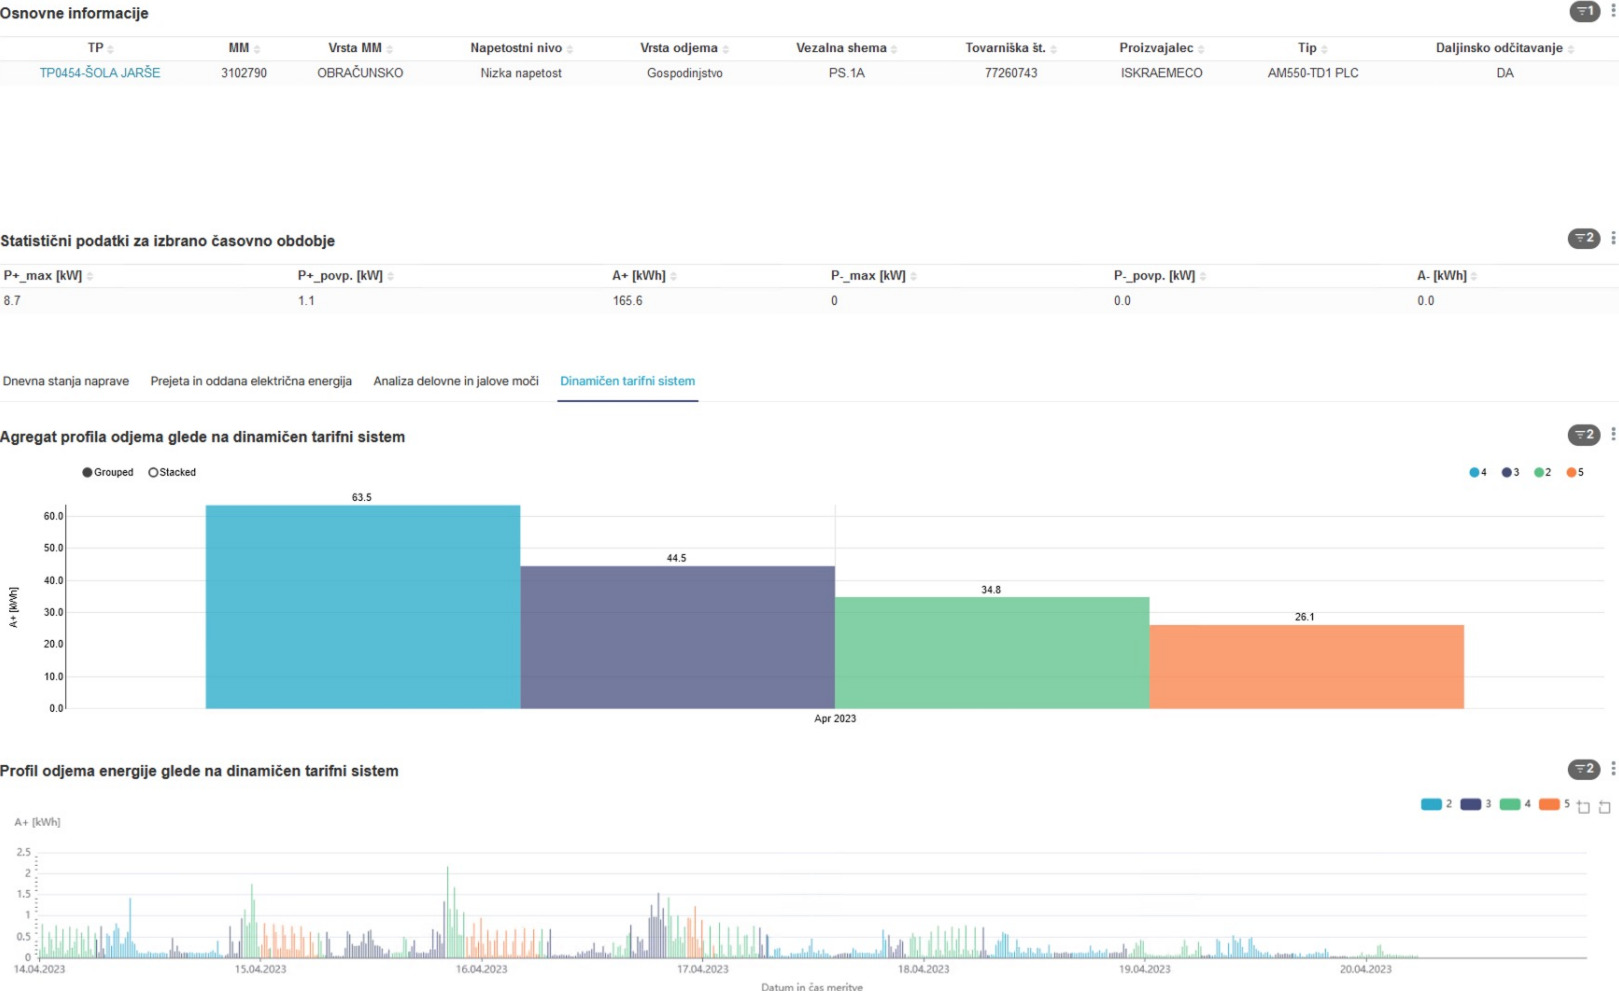 Osnovne informacije
1
TP MM Vrsta MM Napetostni nivo Vrsta odjema Vezalna shema Tovarniška št. Proizvajalec Tip Daljinsko odčitavanje
TP0454-ŠOLA JARŠE 3102790 OBRAČUNSKO Nizka napetost Gospodinjstvo PS.1A 77260743 ISKRAEMECO AM550-TD1 PLC DA
Statistični podatki za izbrano časovno obdobje
2
P+_max [kW] P+_povp. [kW] A+ [kWh] P-_max [kW] P-_povp. [kW] A- [kWh]
8.7 1.1 165.6 0 0.0 0.0
Dnevna stanja naprave Prejeta in oddana električna energija Analiza delovne in jalove moči Dinamičen tarifni sistem
Agregat profila odjema glede na dinamičen tarifni sistem
2
Grouped Stacked
4 3 2 5
63.5
60.0
50.0
44.5
40.0
34.8
30.0
26.1
20.0
10.0
0.0
A+ [kWh]
Apr 2023
Profil odjema energije glede na dinamičen tarifni sistem
2
2 3 4 5
A+ [kWh]
2.5
2
1.5
1
0.5
0
14.04.2023 15.04.2023 16.04.2023 17.04.2023 18.04.2023 19.04.2023 20.04.2023
Datum in čas meritve